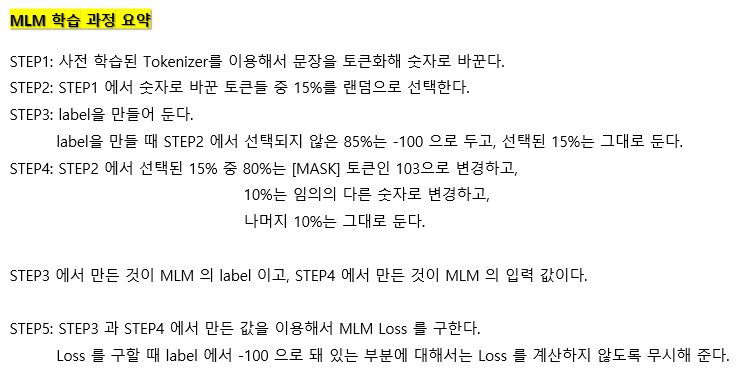 MLM 학습 과정 요약
STEP1: 사전 학습된 Tokenizer를 이용해서 문장을 토큰화해 숫자로 바꾼다.
STEP2: STEP1 에서 숫자로 바꾼 토큰들 중 15%를 랜덤으로 선택한다.
STEP3: label을 만들어 둔다.
label을 만들 때 STEP2 에서 선택되지 않은 85%는 -100 으로 두고, 선택된 15%는 그대로 둔다.
STEP4: STEP2 에서 선택된 15% 중 80%는 [MASK] 토큰인 103으로 변경하고,
10%는 임의의 다른 숫자로 변경하고,
나머지 10%는 그대로 둔다.
STEP3 에서 만든 것이 MLM 의 label 이고, STEP4 에서 만든 것이 MLM 의 입력 값이다.
STEP5: STEP3 과 STEP4 에서 만든 값을 이용해서 MLM Loss 를 구한다.
Loss 를 구할 때 label 에서 -100 으로 돼 있는 부분에 대해서는 Loss 를 계산하지 않도록 무시해 준다.